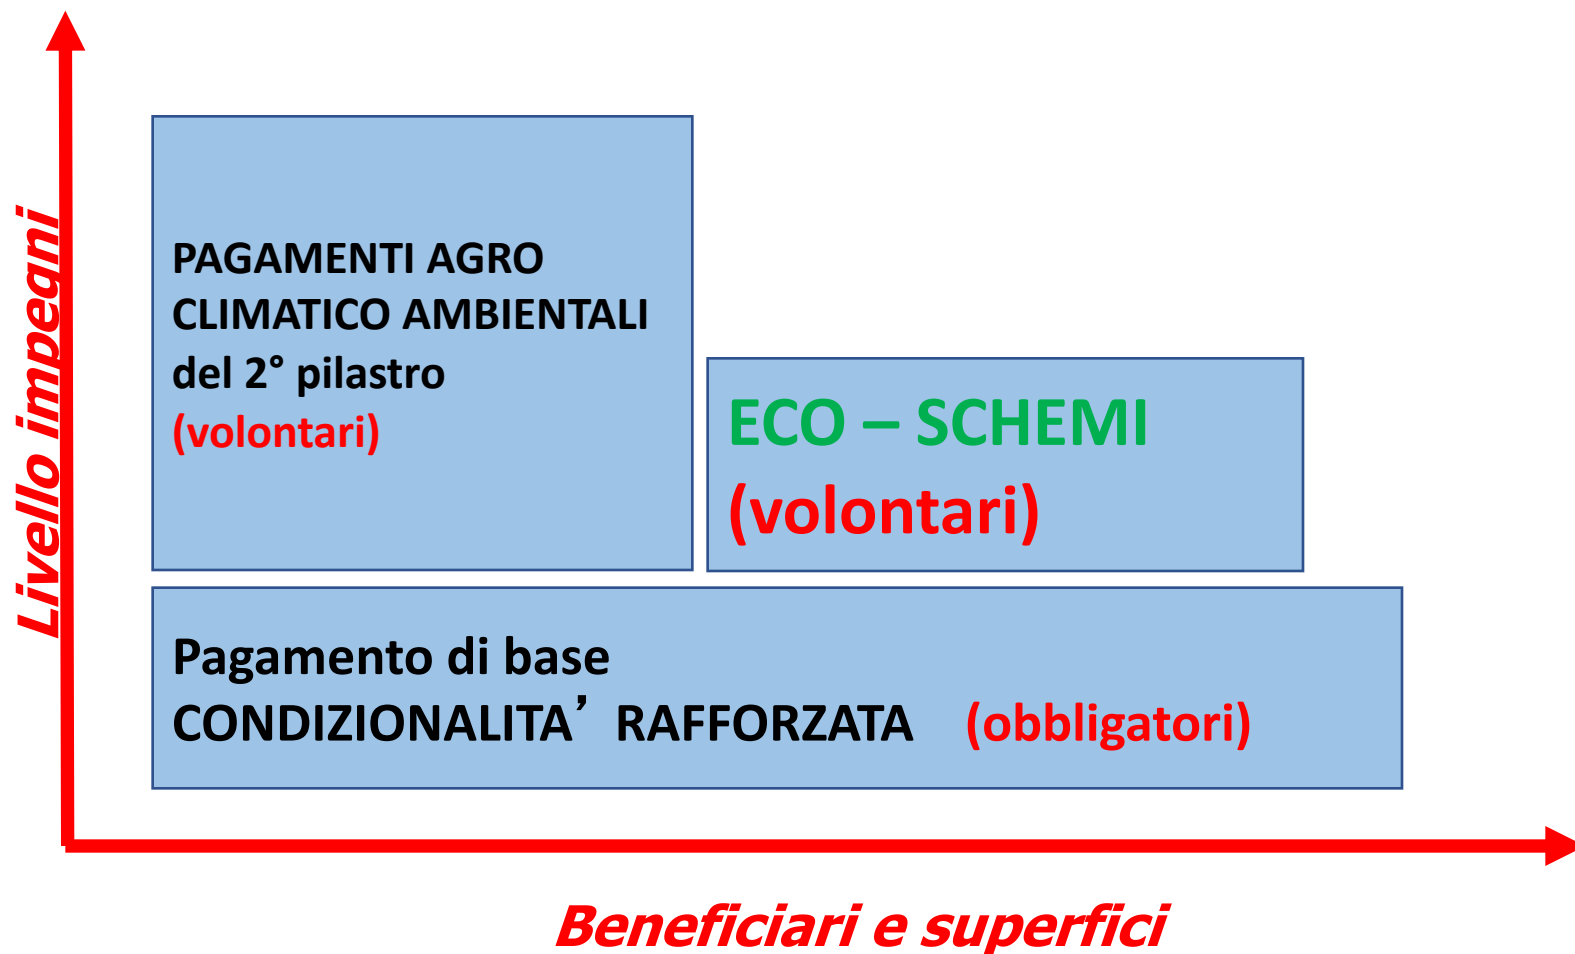 Livello impegni
PAGAMENTI AGRO
CLIMATICO AMBIENTALI
del 2° pilastro
(volontari)
ECO – SCHEMI
(volontari)
Pagamento di base
CONDIZIONALITA’ RAFFORZATA (obbligatori)
Beneficiari e superfici